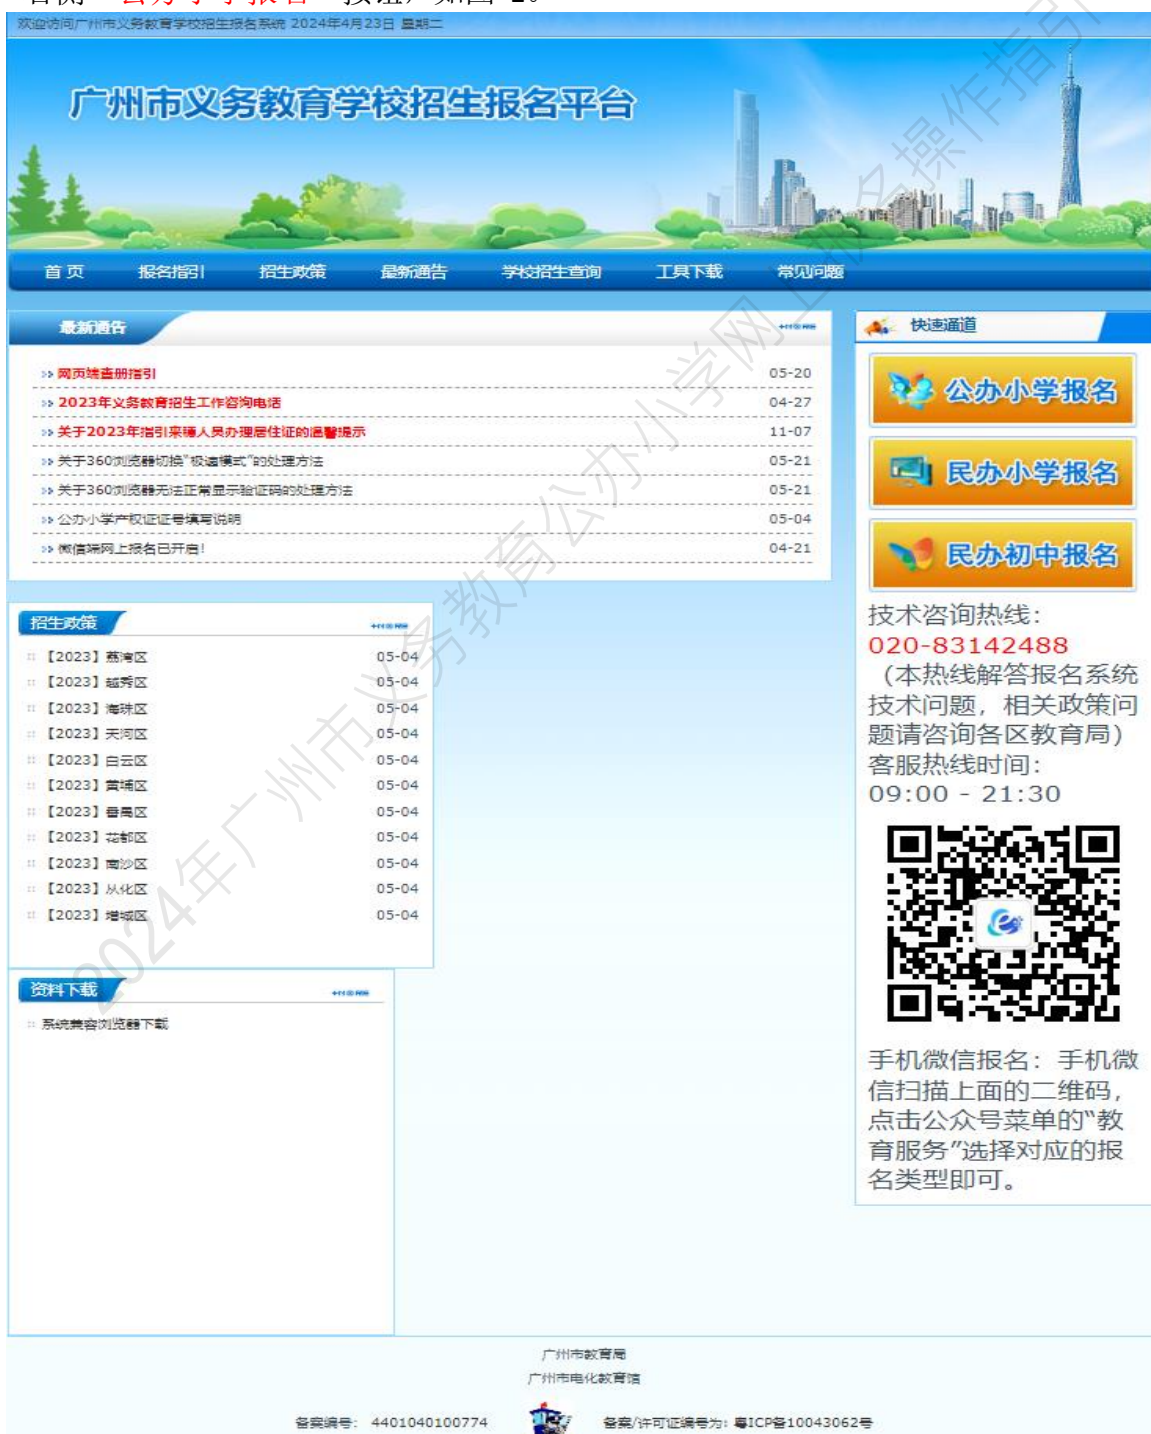 右侧“公办小学报名”按钮，如图 2。
欢迎访问广州市义务教育学校招生报名系统 2024年4月23日 星期二
广州市义务教育学校招生报名平台
首 页 报名指引 招生政策 最新通告 学校招生查询 工具下载 常见问题
最新通告
网页端查册指引 05-20
2023年义务教育招生工作咨询电话 04-27
关于2023年指引来穗人员办理居住证的温馨提示 11-07
关于360浏览器切换"极速模式"的处理方法 05-21
关于360浏览器无法正常显示验证码的处理方法 05-21
公办小学产权证证号填写说明 05-04
微信端网上报名已开启！ 04-21
招生政策
【2023】荔湾区 05-04
【2023】越秀区 05-04
【2023】海珠区 05-04
【2023】天河区 05-04
【2023】白云区 05-04
【2023】黄埔区 05-04
【2023】番禺区 05-04
【2023】花都区 05-04
【2023】南沙区 05-04
【2023】从化区 05-04
【2023】增城区 05-04
资料下载
系统兼容浏览器下载
快速通道
公办小学报名
民办小学报名
民办初中报名
技术咨询热线：
020-83142488
（本热线解答报名系统
技术问题，相关政策问
题请咨询各区教育局）
客服热线时间：
09:00 - 21:30
手机微信报名：手机微
信扫描上面的二维码，
点击公众号菜单的“教
育服务”选择对应的报
名类型即可。
广州市教育局
广州市电化教育馆
备案编号： 4401040100774 备案/许可证编号为：粤ICP备10043062号
2024年广州市义务教育公办小学网上报名操作指引